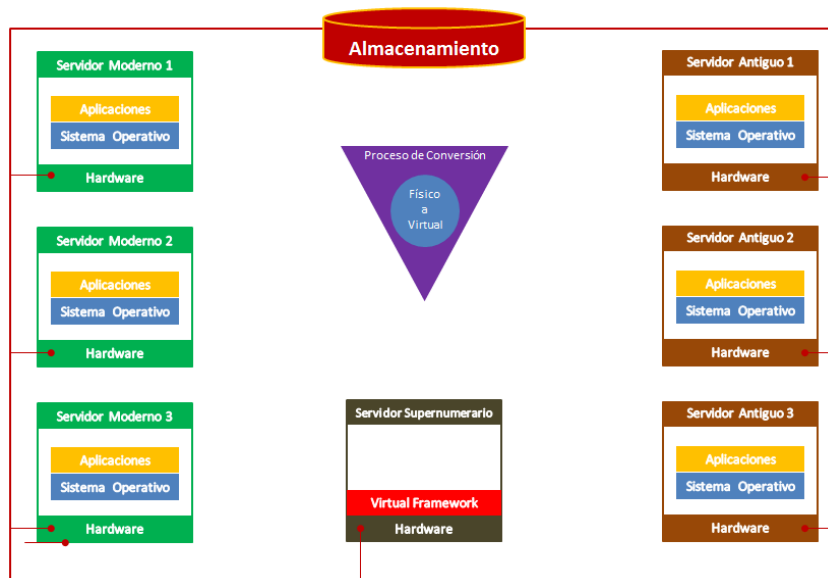 Almacenamiento
Servidor Moderno 1
Aplicaciones
Sistema Operativo
Hardware
Servidor Moderno 2
Aplicaciones
Sistema Operativo
Hardware
Servidor Moderno 3
Aplicaciones
Sistema Operativo
Hardware
Proceso de Conversión
Físico
a
Virtual
Servidor Supernumerario
Virtual Framework
Hardware
Servidor Antiguo 1
Aplicaciones
Sistema Operativo
Hardware
Servidor Antiguo 2
Aplicaciones
Sistema Operativo
Hardware
Servidor Antiguo 3
Aplicaciones
Sistema Operativo
Hardware